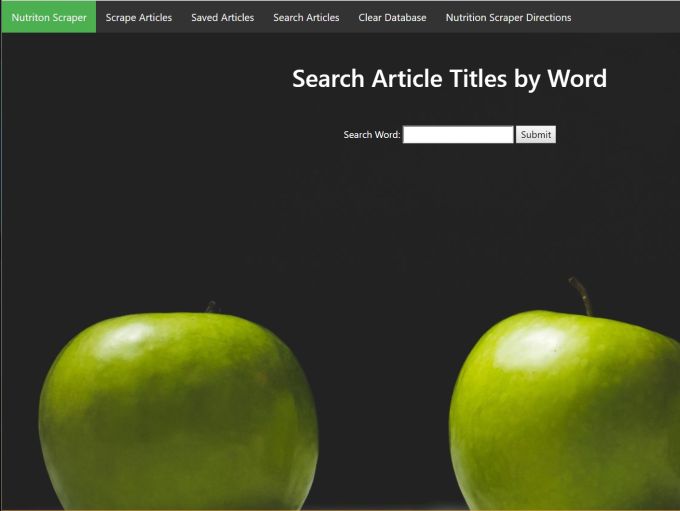 Nutriton Scraper Scrape Articles Saved Articles Search Articles Clear Database Nutrition Scraper Directions
Search Article Titles by Word
Search Word: Submit